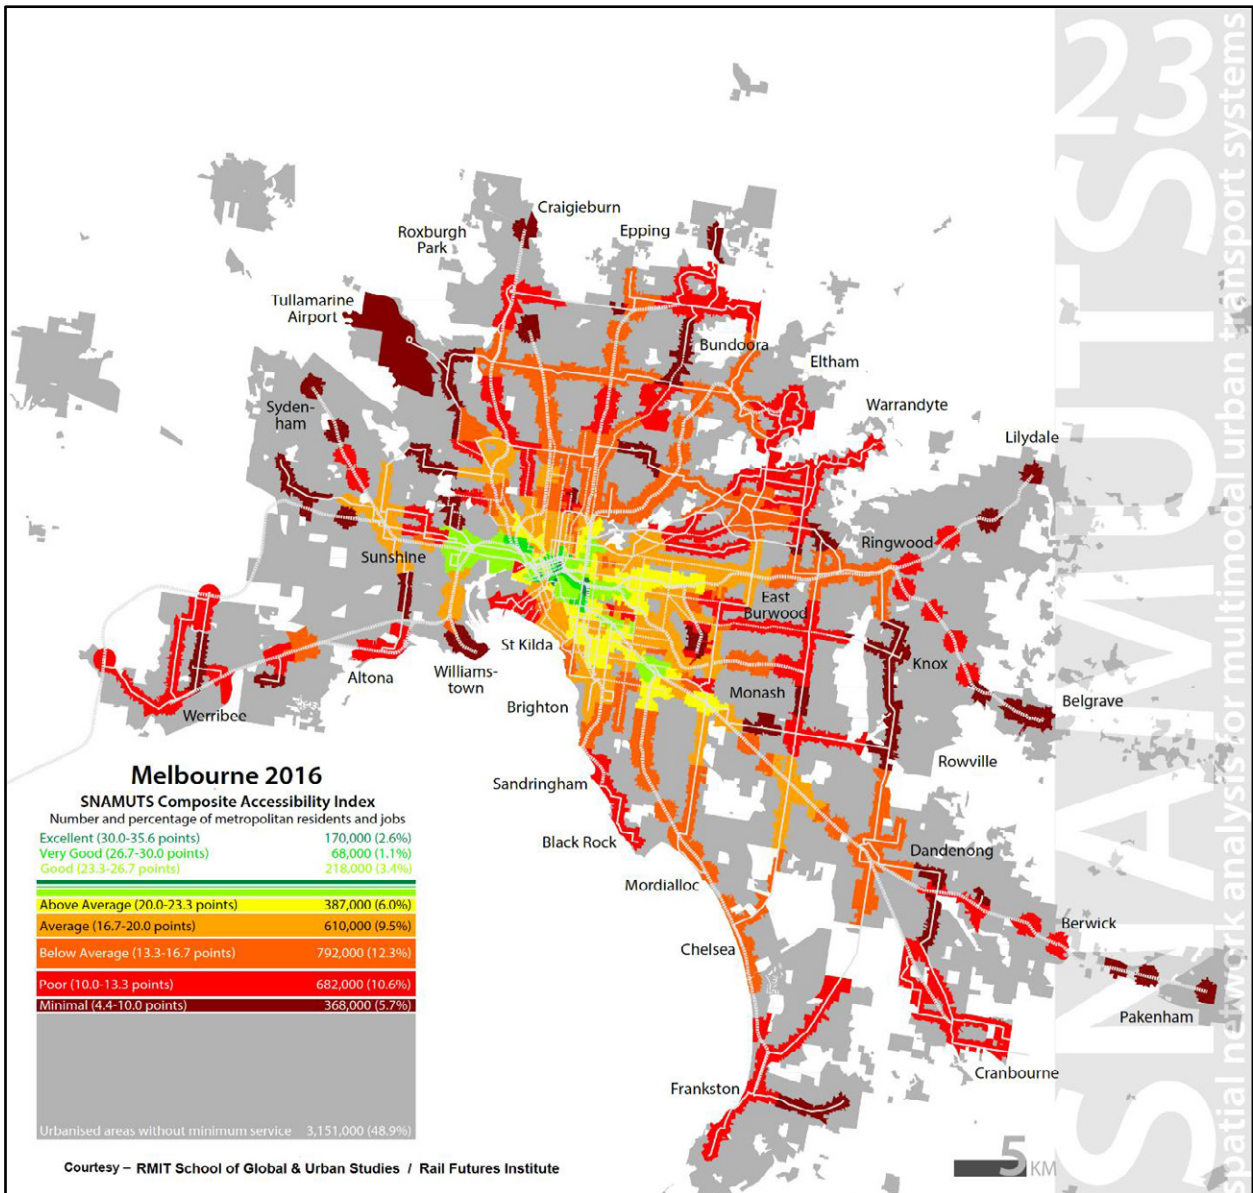 SNAMUTS 23
spatial network analysis for multimodal urban transport systems
Craigieburn
Roxburgh
Park
Epping
Tullamarine
Airport
Bundoora
Eltham
Syden-
ham
Warrandyte
Lilydale
Ringwood
Sunshine
East
Burwood
St Kilda
Knox
Altona
Williams-
town
Monash
Belgrave
Werribee
Brighton
Rowville
Sandringham
Black Rock
Dandenong
Mordialloc
Chelsea
Berwick
Pakenham
Cranbourne
Frankston
Melbourne 2016
SNAMUTS Composite Accessibility Index
Number and percentage of metropolitan residents and jobs
Excellent (30.0-35.6 points) 170,000 (2.6%)
Very Good (26.7-30.0 points) 68,000 (1.1%)
Good (23.3-26.7 points) 218,000 (3.4%)
Above Average (20.0-23.3 points) 387,000 (6.0%)
Average (16.7-20.0 points) 610,000 (9.5%)
Below Average (13.3-16.7 points) 792,000 (12.3%)
Poor (10.0-13.3 points) 682,000 (10.6%)
Minimal (4.4-10.0 points) 368,000 (5.7%)
Urbanised areas without minimum service 3,151,000 (48.9%)
Courtesy – RMIT School of Global & Urban Studies / Rail Futures Institute
5 KM